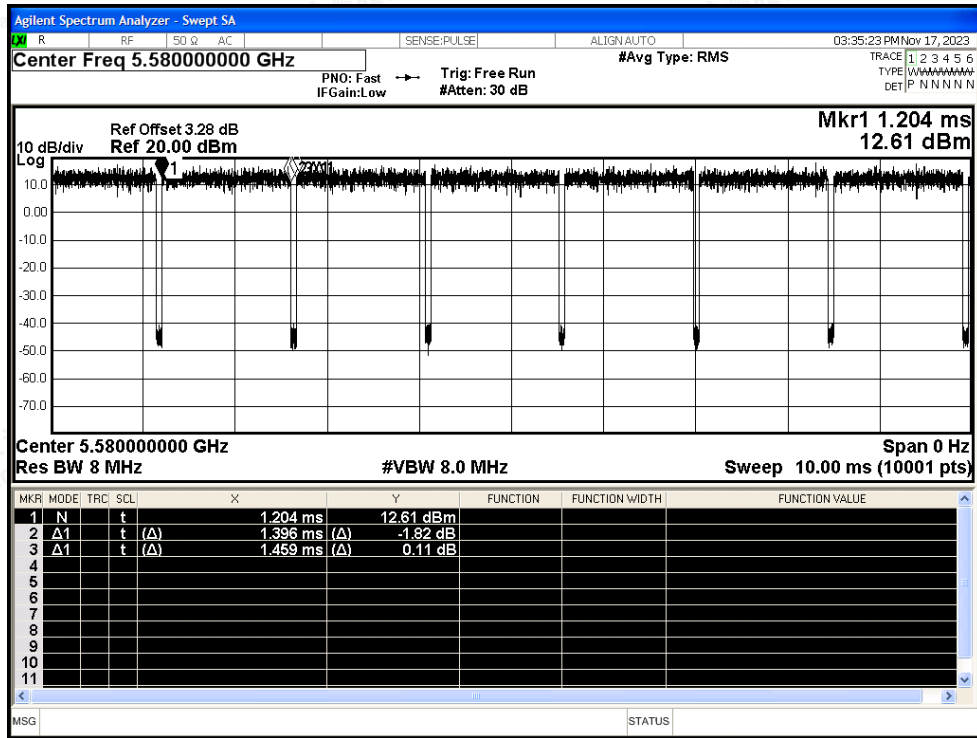 Agilent Spectrum Analyzer - Swept SA
LXI R RF 50 Ω AC SENSE:PULSE ALIGN AUTO 03:35:23 PM Nov 17, 2023
Center Freq 5.580000000 GHz
PNO: Fast
IFGain:Low
Trig: Free Run
#Atten: 30 dB
#Avg Type: RMS
TRACE 1 2 3 4 5 6
TYPE W
DET P N N N N N
Ref Offset 3.28 dB
10 dB/div Ref 20.00 dBm
Log
Mkr1 1.204 ms
12.61 dBm
1
10.0
0.00
-10.0
-20.0
-30.0
-40.0
-50.0
-60.0
-70.0
Center 5.580000000 GHz Span 0 Hz
Res BW 8 MHz #VBW 8.0 MHz Sweep 10.00 ms (10001 pts)
MKR MODE TRC SCL X Y FUNCTION FUNCTION WIDTH FUNCTION VALUE
1 N t 1.204 ms 12.61 dBm
2 Δ1 t (Δ) 1.396 ms (Δ) -1.82 dB
3 Δ1 t (Δ) 1.459 ms (Δ) 0.11 dB
4
5
6
7
8
9
10
11
MSG STATUS